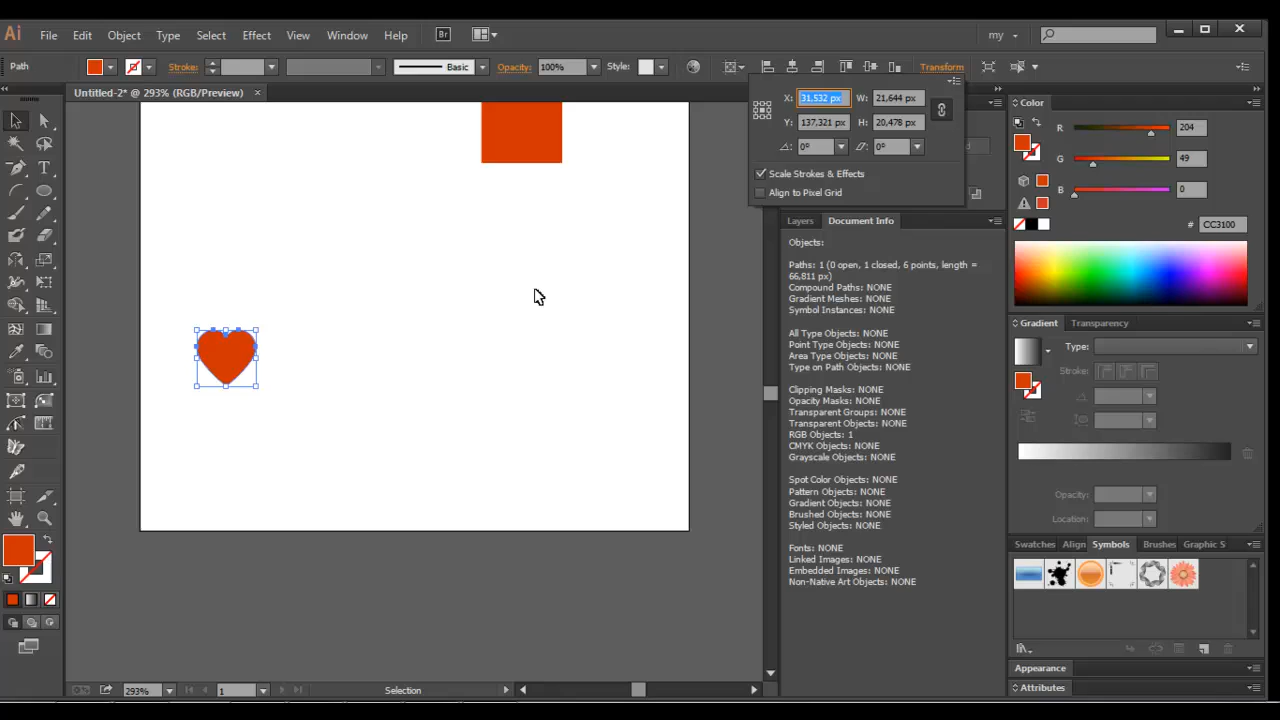 Ai File Edit Object Type Select Effect View Window Help Br my
Path Stroke: Basic Opacity: 100% Style: Transform
Untitled-2* @ 293% (RGB/Preview) ×
X: 31,532 px W: 21,644 px
Y: 137,321 px H: 20,478 px
0° 0°
Scale Strokes & Effects
Align to Pixel Grid
Layers Document Info
Objects:
Paths: 1 (0 open, 1 closed, 6 points, length =
66,811 px)
Compound Paths: NONE
Gradient Meshes: NONE
Symbol Instances: NONE
All Type Objects: NONE
Point Type Objects: NONE
Area Type Objects: NONE
Type on Path Objects: NONE
Clipping Masks: NONE
Opacity Masks: NONE
Transparent Groups: NONE
Transparent Objects: NONE
RGB Objects: 1
CMYK Objects: NONE
Grayscale Objects: NONE
Spot Color Objects: NONE
Pattern Objects: NONE
Gradient Objects: NONE
Brushed Objects: NONE
Styled Objects: NONE
Fonts: NONE
Linked Images: NONE
Embedded Images: NONE
Non-Native Art Objects: NONE
Color
R 204
G 49
B 0
# CC3100
Gradient Transparency
Type:
Stroke:
Opacity:
Location:
Swatches Align Symbols Brushes Graphic S
Appearance
Attributes
293% 1 Selection